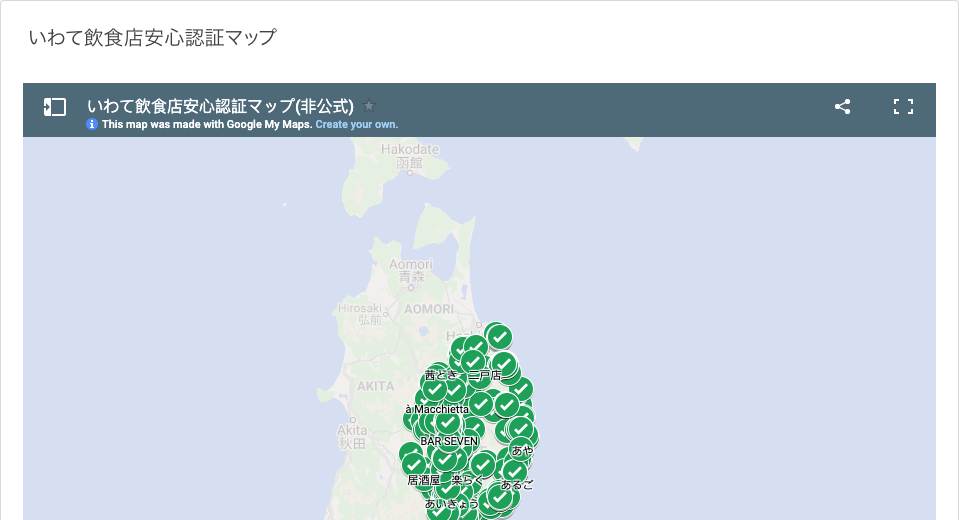 いわて飲食店安心認証マップ
いわて飲食店安心認証マップ(非公式)
This map was made with Google My Maps. Create your own.
Hakodate
函館
Aomori
青森
Hirosaki
弘前
AOMORI
茜とき
二戸店
AKITA
à Macchietta
Akita
秋田
BAR SEVEN
あや
居酒屋
楽らく
あるご
あいきょう